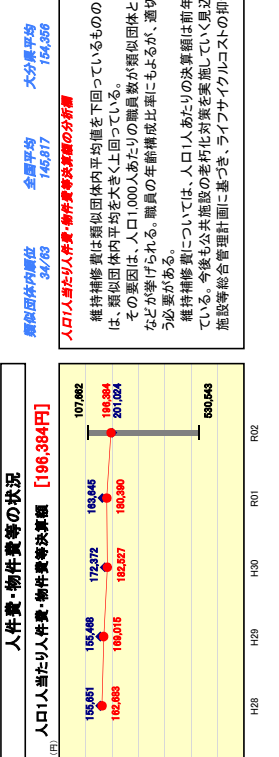 人件費・物件費等の状況
人口1人当たり人件費・物件費等決算額 [196,384円]
(円)
107,662
155,651
155,468
172,372
163,645
196,384
201,024
162,683
169,015
182,527
180,390
530,543
H28
H29
H30
R01
R02
類似団体内順位
34/63
全国平均
145,817
大分県平均
154,356
人口1人当たり人件費・物件費等決算額の分析欄
維持補修費は類似団体内平均値を下回っているものの
は、類似団体内平均を大きく上回っている。
その要因は、人口1,000人あたりの職員数が類似団体と
などが挙げられる。職員の年齢構成比率にもよるが、適切
う必要がある。
維持補修費については、人口1人あたりの決算額は前年
ている。今後も公共施設の老朽化対策を実施していく見込
施設等総合管理計画に基づき、ライフサイクルコストの抑